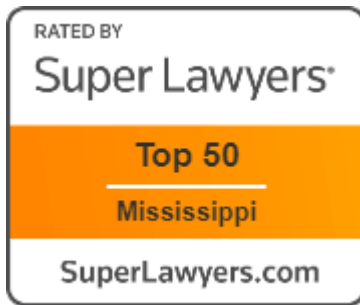 RATED BY
Super Lawyers®
Top 50
Mississippi
SuperLawyers.com